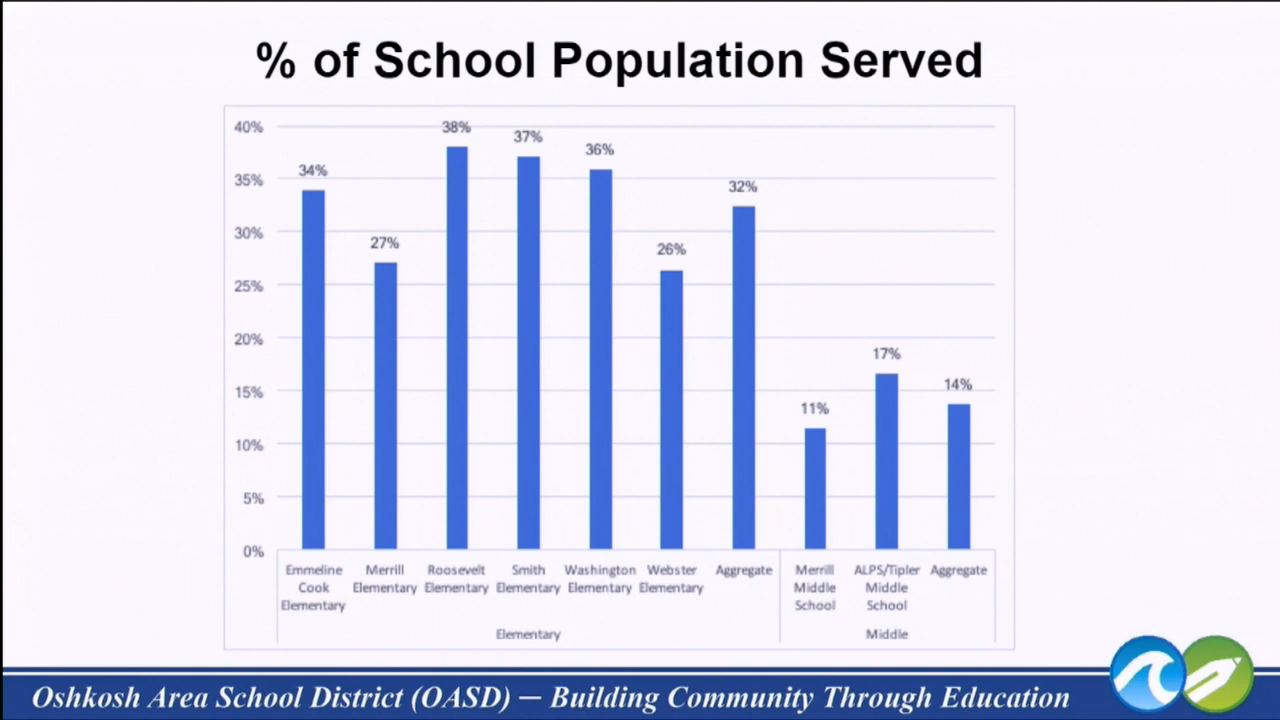 % of School Population Served
40%
35%
30%
25%
20%
15%
10%
5%
0%
34%
27%
38%
37%
36%
26%
32%
11%
17%
14%
Emmeline
Cook
Elementary
Merrill
Elementary
Roosevelt
Elementary
Smith
Elementary
Washington
Elementary
Webster
Elementary
Aggregate
Merrill
Middle
School
ALPS/Tipler
Middle
School
Aggregate
Elementary
Middle
Oshkosh Area School District (OASD) — Building Community Through Education